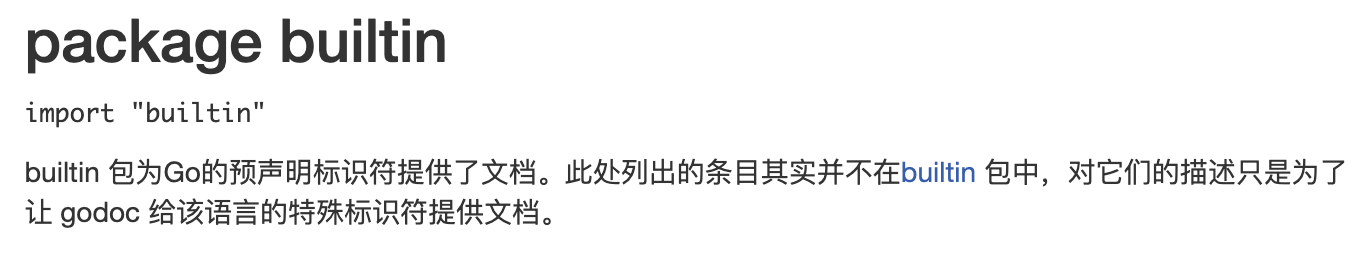 package builtin
import "builtin"
builtin 包为Go的预声明标识符提供了文档。此处列出的条目其实并不在builtin 包中，对它们的描述只是为了
让 godoc 给该语言的特殊标识符提供文档。